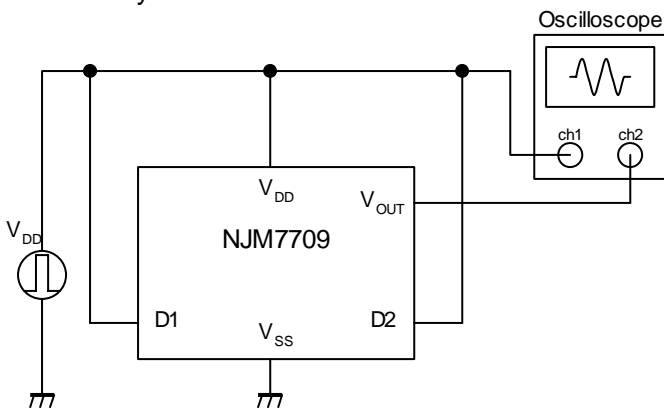 Oscilloscope
ch1 ch2
VDD
VOUT
NJM7709
VDD
D1
D2
VSS